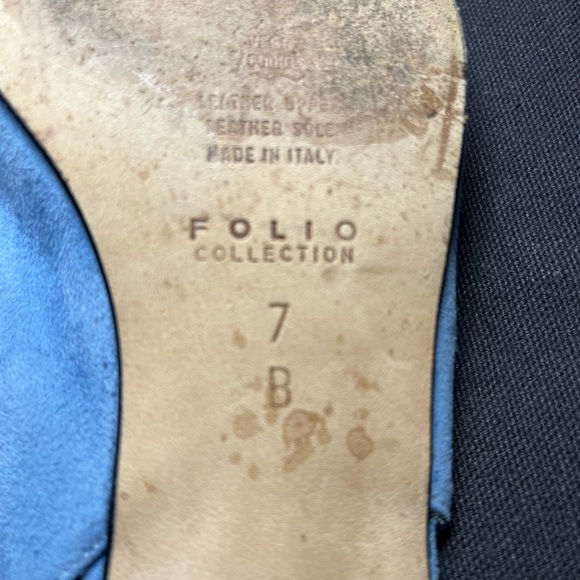 LEATHER UPPER
LEATHER SOLE
MADE IN ITALY
FOLIO
COLLECTION
7
B